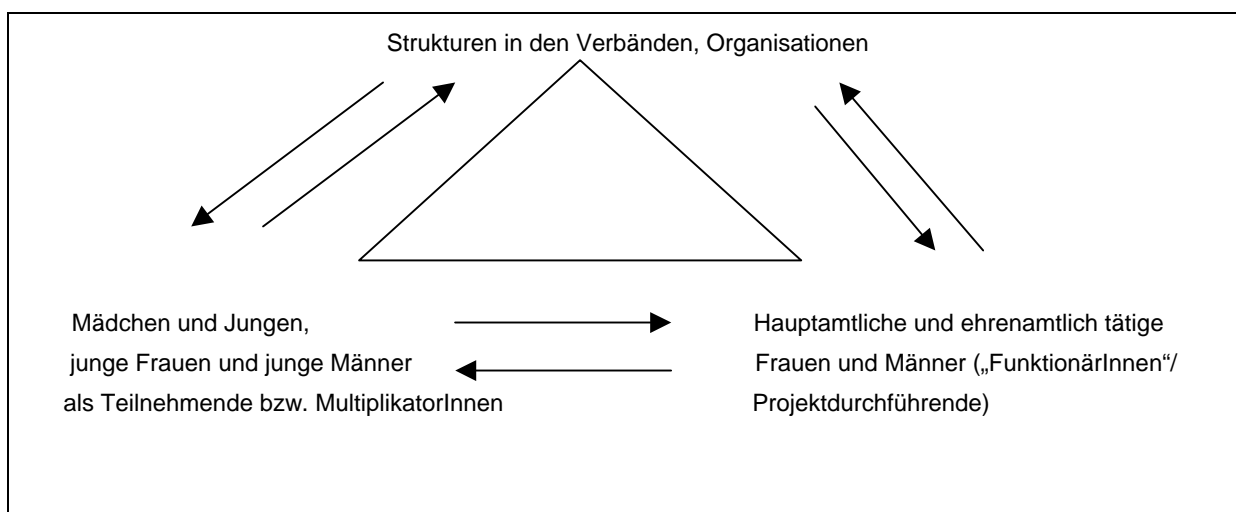 Strukturen in den Verbänden, Organisationen
Mädchen und Jungen,
junge Frauen und junge Männer
als Teilnehmende bzw. MultiplikatorInnen
Hauptamtliche und ehrenamtlich tätige
Frauen und Männer („FunktionärInnen“/
Projektdurchführende)